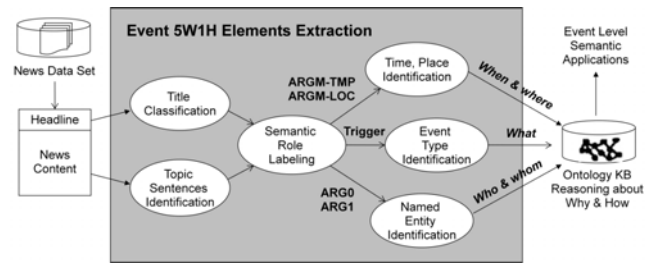 Event 5W1H Elements Extraction
News Data Set
Headline
News
Content
Title
Classification
Topic
Sentences
Identification
Semantic
Role
Labeling
ARGM-TMP
ARGM-LOC
Trigger
ARG0
ARG1
Time, Place
Identification
Event
Type
Identification
Named
Entity
Identification
When & where
What
Who & whom
Event Level
Semantic
Applications
Ontology KB
Reasoning about
Why & How